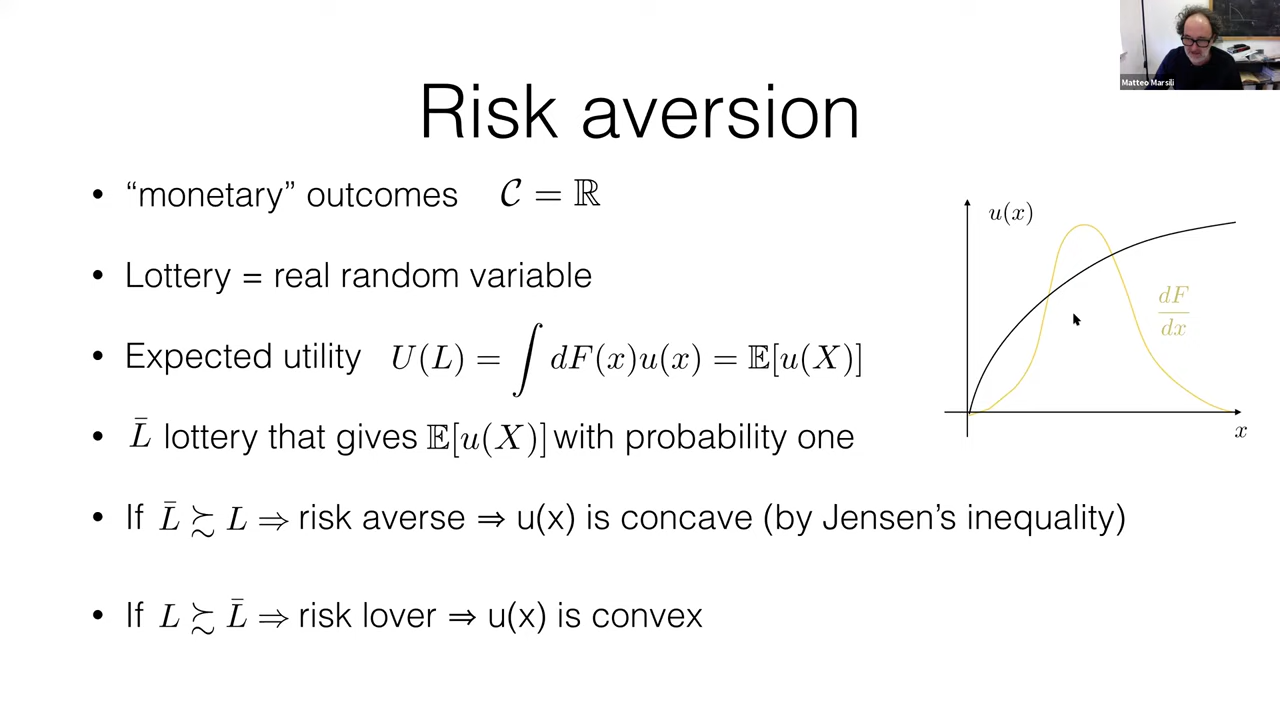 Matteo Marsili
Risk aversion
• “monetary” outcomes 𝒞 = ℝ
• Lottery = real random variable
• Expected utility U(L) = ∫ dF(x)u(x) = 𝔼[u(X)]
• L̄ lottery that gives 𝔼[u(X)] with probability one
• If L̄ ≿ L ⇒ risk averse ⇒ u(x) is concave (by Jensen’s inequality)
• If L ≿ L̄ ⇒ risk lover ⇒ u(x) is convex
u(x)
dF
dx
x